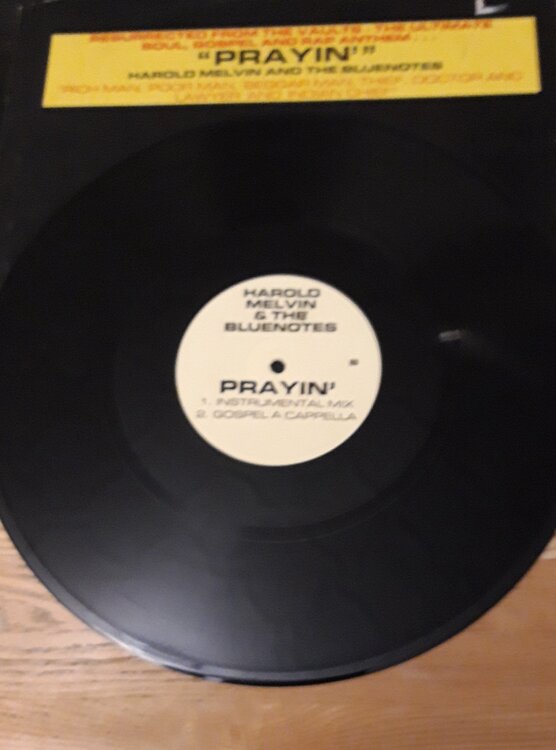 RESURRECTED FROM THE VAULTS - THE ULTIMATE
SOUL, GOSPEL AND RAP ANTHEM ...
"PRAYIN'"
HAROLD MELVIN AND THE BLUENOTES
"RICH MAN, POOR MAN, BEGGAR MAN, THIEF, DOCTOR AND
LAWYER AND INDIAN CHIEF"
HAROLD
MELVIN
& THE
BLUENOTES
PRAYIN'
1. INSTRUMENTAL MIX
2. GOSPEL A CAPPELLA